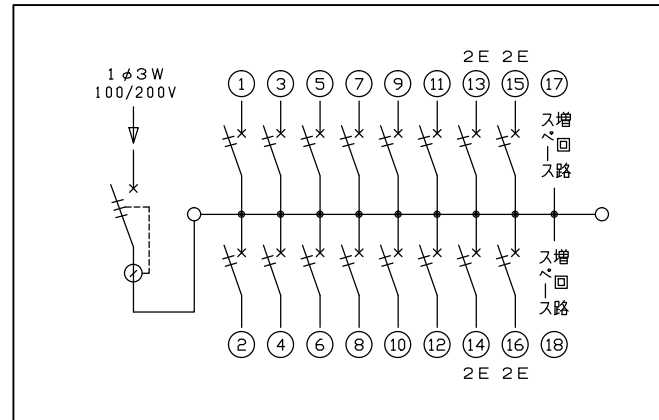 1φ3W
100/200V
2E 2E
① ③ ⑤ ⑦ ⑨ ⑪ ⑬ ⑮ ⑰
増回路
スペース
増回路
スペース
② ④ ⑥ ⑧ ⑩ ⑫ ⑭ ⑯ ⑱
2E 2E